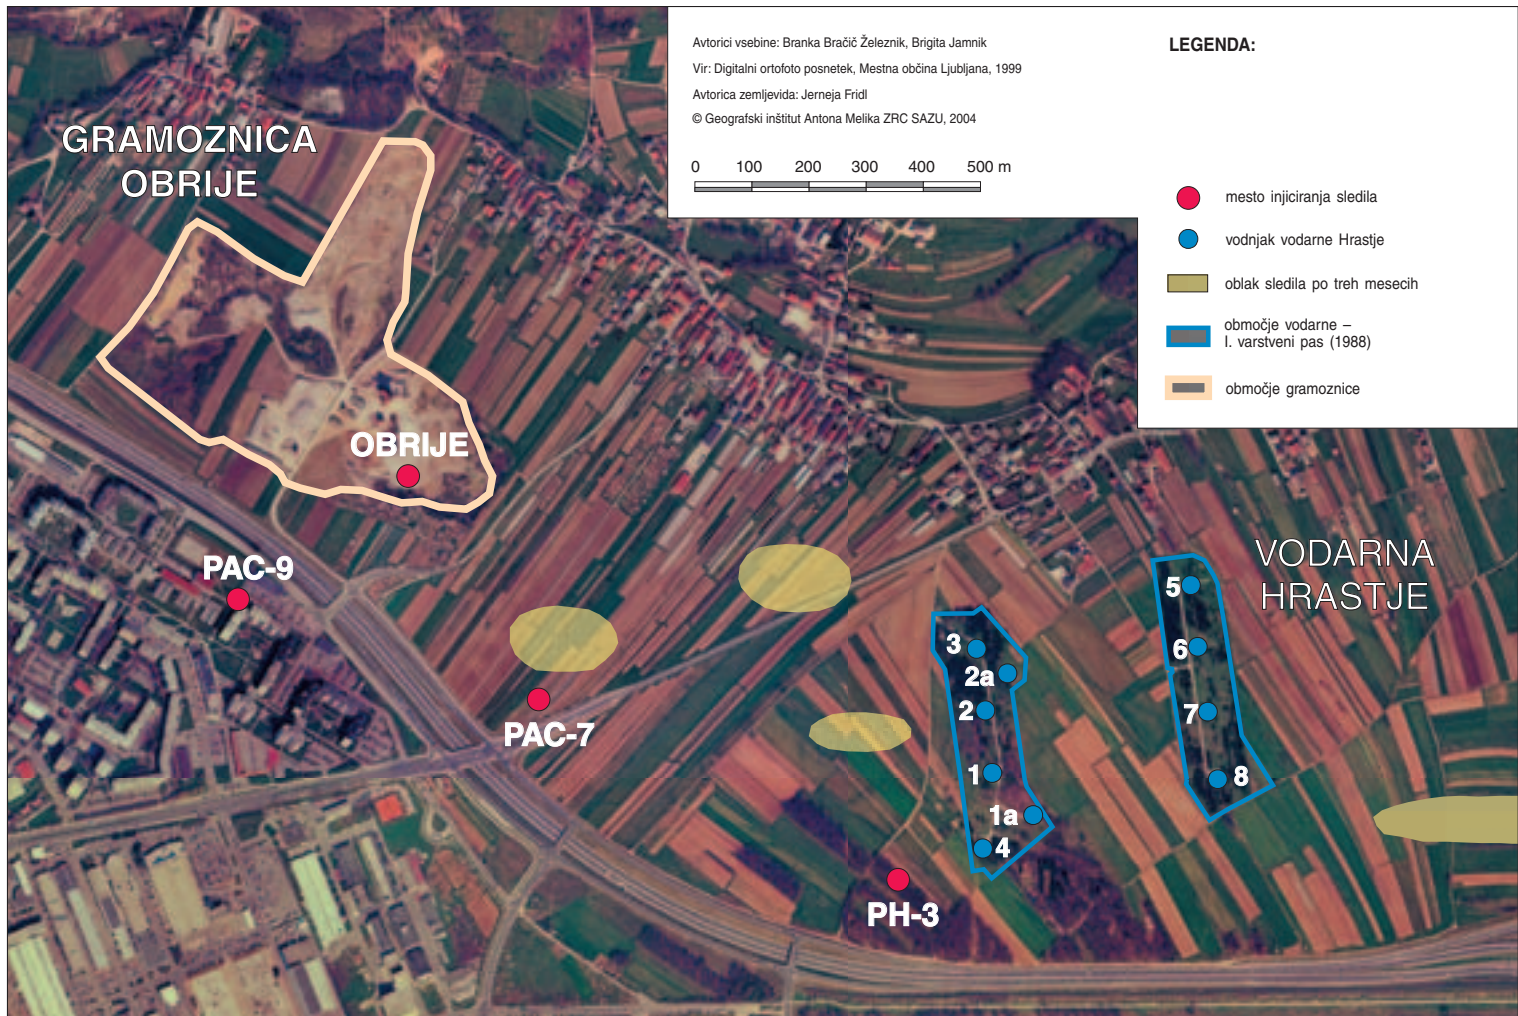 Avtorici vsebine: Branka Bračič Železnik, Brigita Jamnik
Vir: Digitalni ortofoto posnetek, Mestna občina Ljubljana, 1999
Avtorica zemljevida: Jerneja Fridl
© Geografski inštitut Antona Melika ZRC SAZU, 2004
0 100 200 300 400 500 m
LEGENDA:
mesto injiciranja sledila
vodnjak vodarne Hrastje
oblak sledila po treh mesecih
območje vodarne –
I. varstveni pas (1988)
območje gramoznice
GRAMOZNICA
OBRIJE
OBRIJE
PAC-9
PAC-7
PH-3
VODARNA
HRASTJE
3
2a
2
1
1a
4
5
6
7
8